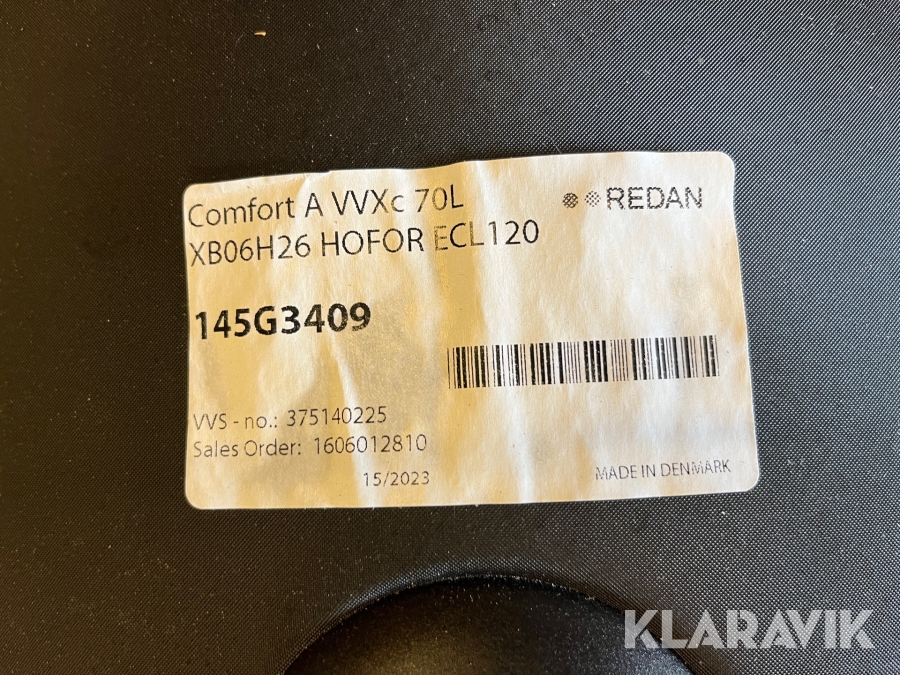 Comfort A VVXc 70L
REDAN
XB06H26 HOFOR ECL120
145G3409
VVS - no.: 375140225
Sales Order: 1606012810
15/2023
MADE IN DENMARK
KLARAVIK